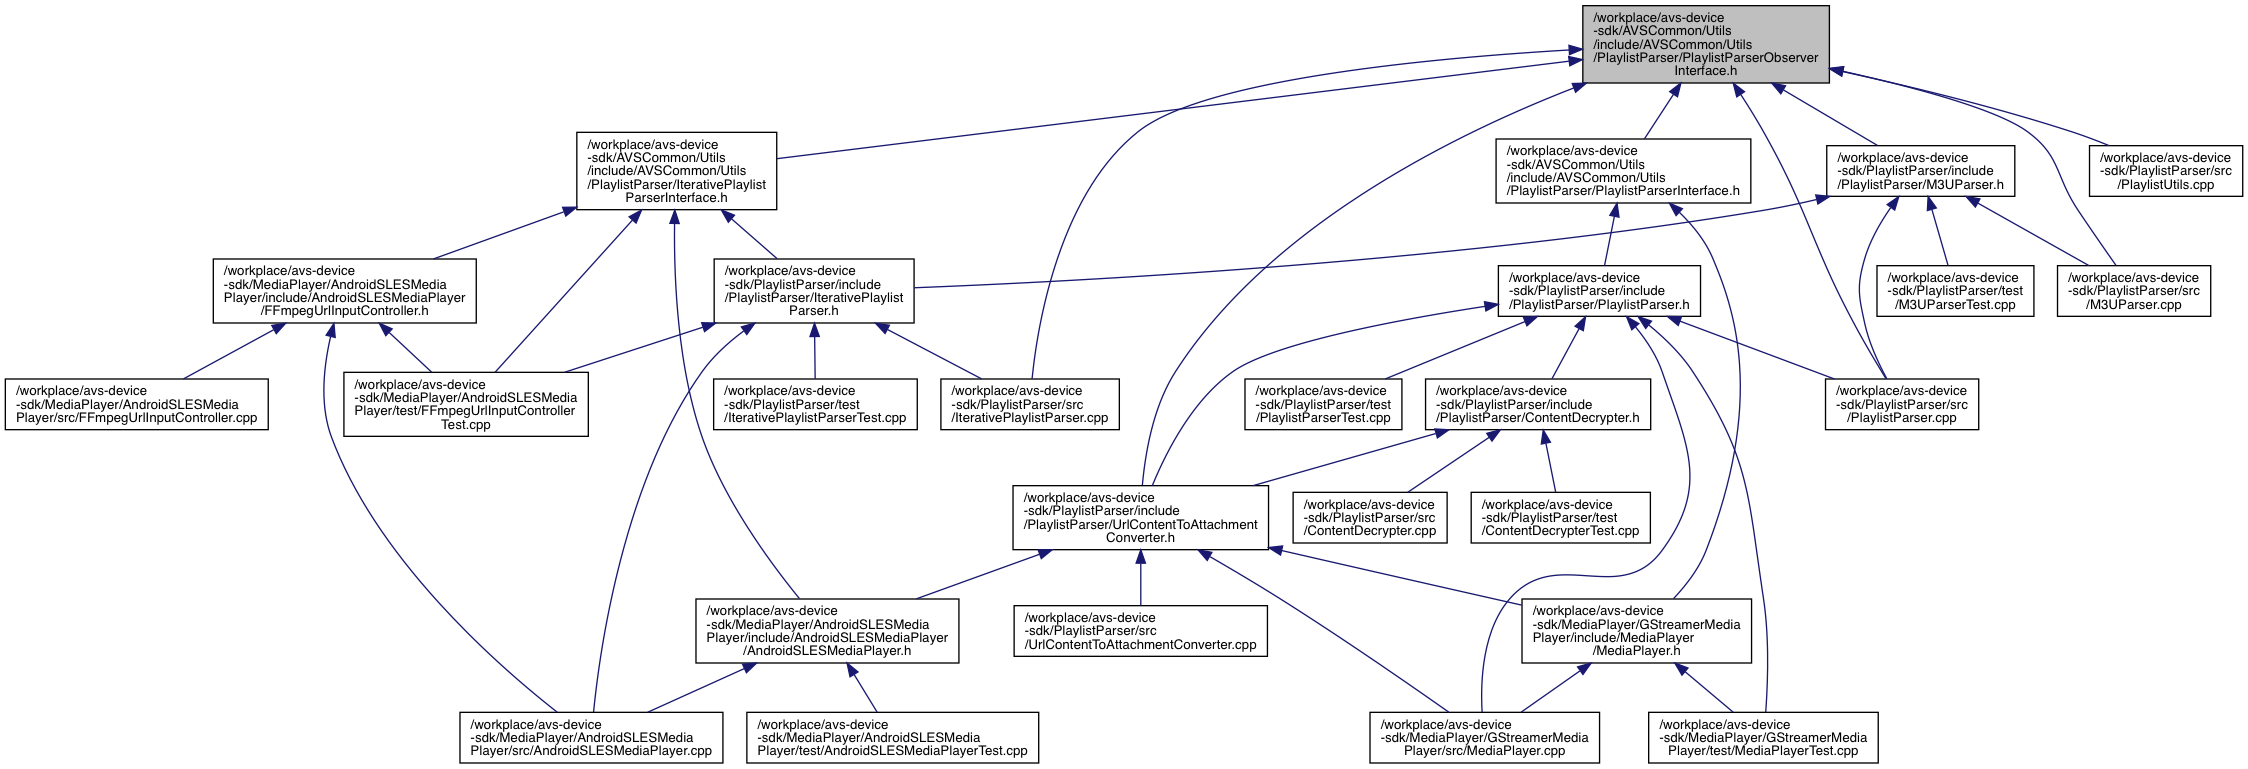 /workplace/avs-device
-sdk/AVSCommon/Utils
/include/AVSCommon/Utils
/PlaylistParser/PlaylistParserObserver
Interface.h
/workplace/avs-device
-sdk/AVSCommon/Utils
/include/AVSCommon/Utils
/PlaylistParser/IterativePlaylist
ParserInterface.h
/workplace/avs-device
-sdk/AVSCommon/Utils
/include/AVSCommon/Utils
/PlaylistParser/PlaylistParserInterface.h
/workplace/avs-device
-sdk/PlaylistParser/include
/PlaylistParser/M3UParser.h
/workplace/avs-device
-sdk/PlaylistParser/src
/PlaylistUtils.cpp
/workplace/avs-device
-sdk/MediaPlayer/AndroidSLESMedia
Player/include/AndroidSLESMediaPlayer
/FFmpegUrlInputController.h
/workplace/avs-device
-sdk/PlaylistParser/include
/PlaylistParser/IterativePlaylist
Parser.h
/workplace/avs-device
-sdk/PlaylistParser/include
/PlaylistParser/PlaylistParser.h
/workplace/avs-device
-sdk/PlaylistParser/test
/M3UParserTest.cpp
/workplace/avs-device
-sdk/PlaylistParser/src
/M3UParser.cpp
/workplace/avs-device
-sdk/MediaPlayer/AndroidSLESMedia
Player/src/FFmpegUrlInputController.cpp
/workplace/avs-device
-sdk/MediaPlayer/AndroidSLESMedia
Player/test/FFmpegUrlInputController
Test.cpp
/workplace/avs-device
-sdk/PlaylistParser/test
/IterativePlaylistParserTest.cpp
/workplace/avs-device
-sdk/PlaylistParser/src
/IterativePlaylistParser.cpp
/workplace/avs-device
-sdk/PlaylistParser/test
/PlaylistParserTest.cpp
/workplace/avs-device
-sdk/PlaylistParser/include
/PlaylistParser/ContentDecrypter.h
/workplace/avs-device
-sdk/PlaylistParser/src
/PlaylistParser.cpp
/workplace/avs-device
-sdk/PlaylistParser/include
/PlaylistParser/UrlContentToAttachment
Converter.h
/workplace/avs-device
-sdk/PlaylistParser/src
/ContentDecrypter.cpp
/workplace/avs-device
-sdk/PlaylistParser/test
/ContentDecrypterTest.cpp
/workplace/avs-device
-sdk/MediaPlayer/AndroidSLESMedia
Player/include/AndroidSLESMediaPlayer
/AndroidSLESMediaPlayer.h
/workplace/avs-device
-sdk/PlaylistParser/src
/UrlContentToAttachmentConverter.cpp
/workplace/avs-device
-sdk/MediaPlayer/GStreamerMedia
Player/include/MediaPlayer
/MediaPlayer.h
/workplace/avs-device
-sdk/MediaPlayer/AndroidSLESMedia
Player/src/AndroidSLESMediaPlayer.cpp
/workplace/avs-device
-sdk/MediaPlayer/AndroidSLESMedia
Player/test/AndroidSLESMediaPlayerTest.cpp
/workplace/avs-device
-sdk/MediaPlayer/GStreamerMedia
Player/src/MediaPlayer.cpp
/workplace/avs-device
-sdk/MediaPlayer/GStreamerMedia
Player/test/MediaPlayerTest.cpp